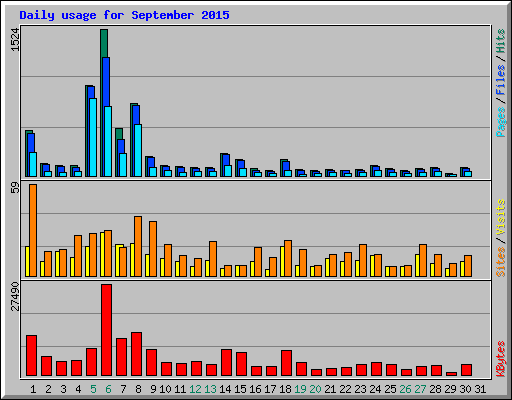 Daily usage for September 2015
1524
Pages / Files / Hits
59
Sites / Visits
27490
KBytes
1 2 3 4 5 6 7 8 9 10 11 12 13 14 15 16 17 18 19 20 21 22 23 24 25 26 27 28 29 30 31